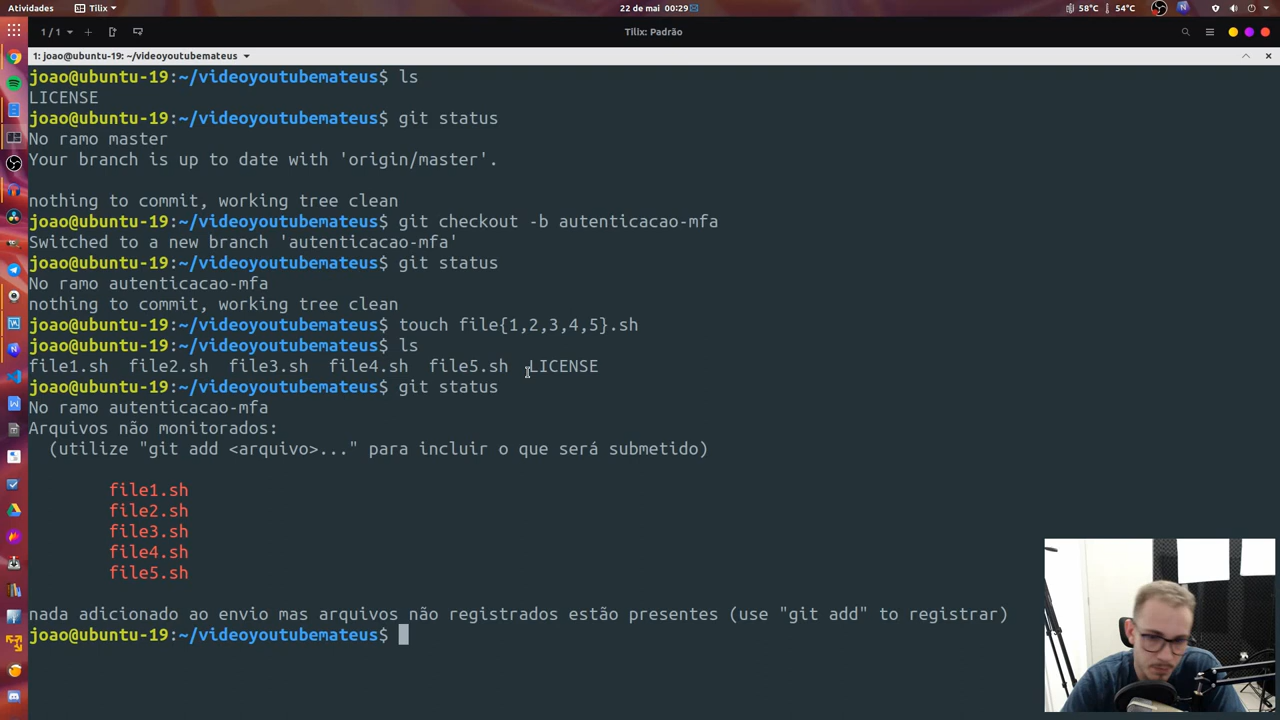 Atividades
Tilix
22 de mai 00:29
58°C
54°C
1 / 1
Tilix: Padrão
1: joao@ubuntu-19: ~/videoyoutubemateus
joao@ubuntu-19:~/videoyoutubemateus$ ls
LICENSE
joao@ubuntu-19:~/videoyoutubemateus$ git status
No ramo master
Your branch is up to date with 'origin/master'.
nothing to commit, working tree clean
joao@ubuntu-19:~/videoyoutubemateus$ git checkout -b autenticacao-mfa
Switched to a new branch 'autenticacao-mfa'
joao@ubuntu-19:~/videoyoutubemateus$ git status
No ramo autenticacao-mfa
nothing to commit, working tree clean
joao@ubuntu-19:~/videoyoutubemateus$ touch file{1,2,3,4,5}.sh
joao@ubuntu-19:~/videoyoutubemateus$ ls
file1.sh file2.sh file3.sh file4.sh file5.sh LICENSE
joao@ubuntu-19:~/videoyoutubemateus$ git status
No ramo autenticacao-mfa
Arquivos não monitorados:
(utilize "git add <arquivo>..." para incluir o que será submetido)
file1.sh
file2.sh
file3.sh
file4.sh
file5.sh
nada adicionado ao envio mas arquivos não registrados estão presentes (use "git add" to registrar)
joao@ubuntu-19:~/videoyoutubemateus$